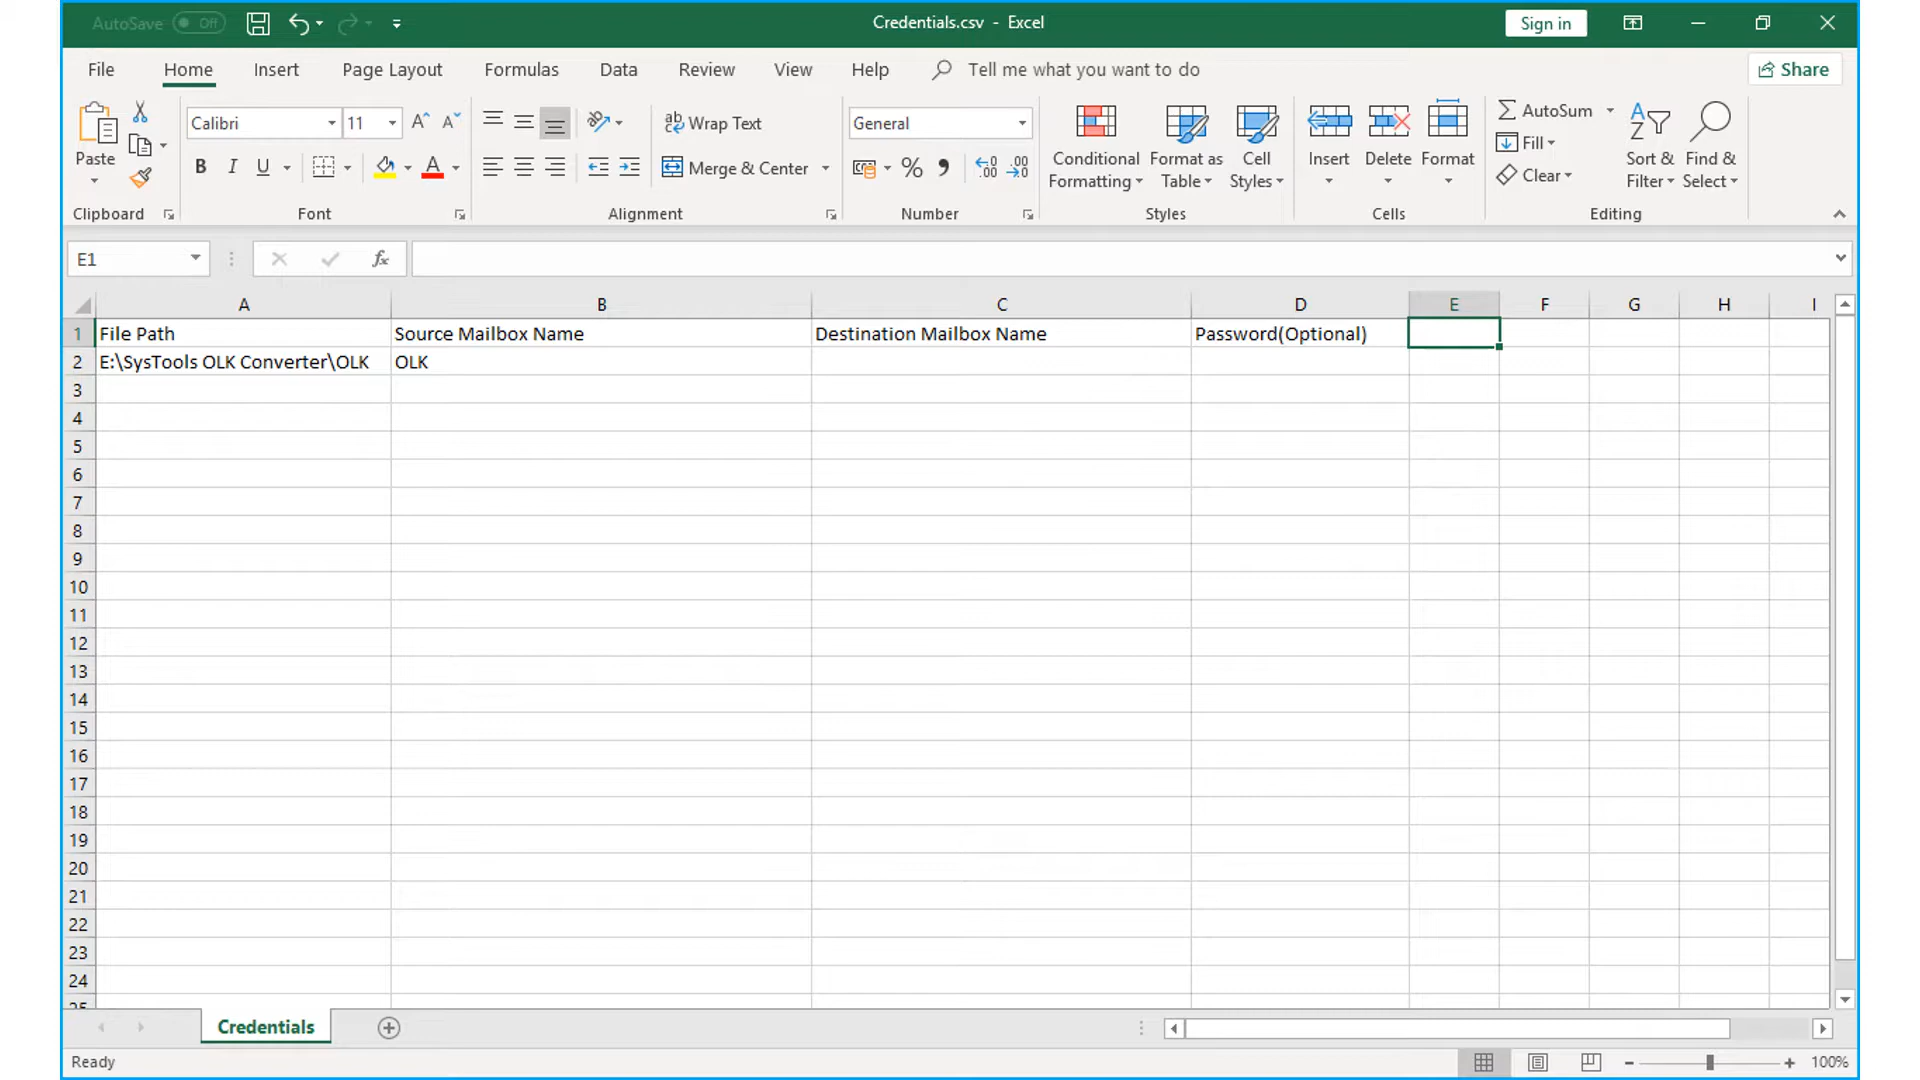 AutoSave Off
Credentials.csv - Excel
Sign in
File Home Insert Page Layout Formulas Data Review View Help Tell me what you want to do Share
Paste
Clipboard
Calibri 11
B I U A
Font
Wrap Text
Merge & Center
Alignment
General
% , .00 .00
Number
Conditional Formatting
Format as Table
Cell Styles
Styles
Insert Delete Format
Cells
AutoSum
Fill
Clear
Sort & Filter
Find & Select
Editing
E1 fx
A B C D E F G H I
1 File Path Source Mailbox Name Destination Mailbox Name Password(Optional)
2 E:\SysTools OLK Converter\OLK OLK
3
4
5
6
7
8
9
10
11
12
13
14
15
16
17
18
19
20
21
22
23
24
25
Credentials
Ready 100%